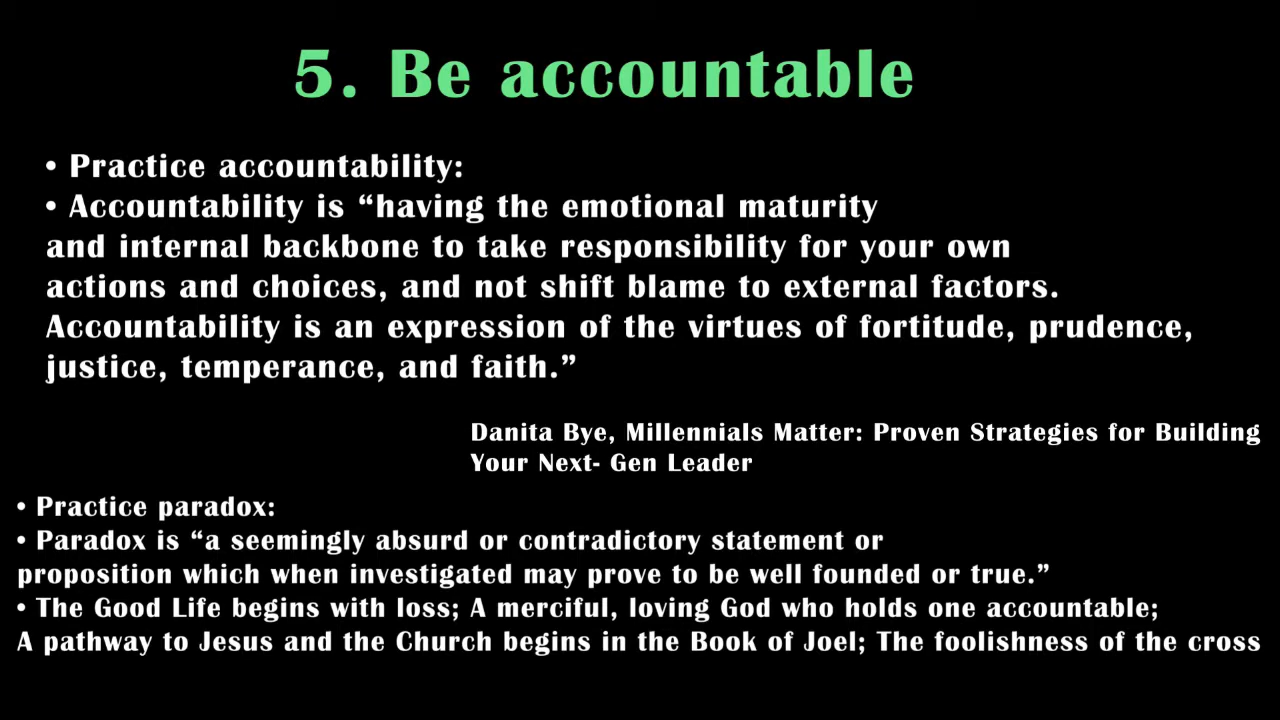 5. Be accountable
• Practice accountability:
• Accountability is “having the emotional maturity
and internal backbone to take responsibility for your own
actions and choices, and not shift blame to external factors.
Accountability is an expression of the virtues of fortitude, prudence,
justice, temperance, and faith.”
Danita Bye, Millennials Matter: Proven Strategies for Building
Your Next- Gen Leader
• Practice paradox:
• Paradox is “a seemingly absurd or contradictory statement or
proposition which when investigated may prove to be well founded or true.”
• The Good Life begins with loss; A merciful, loving God who holds one accountable;
A pathway to Jesus and the Church begins in the Book of Joel; The foolishness of the cross